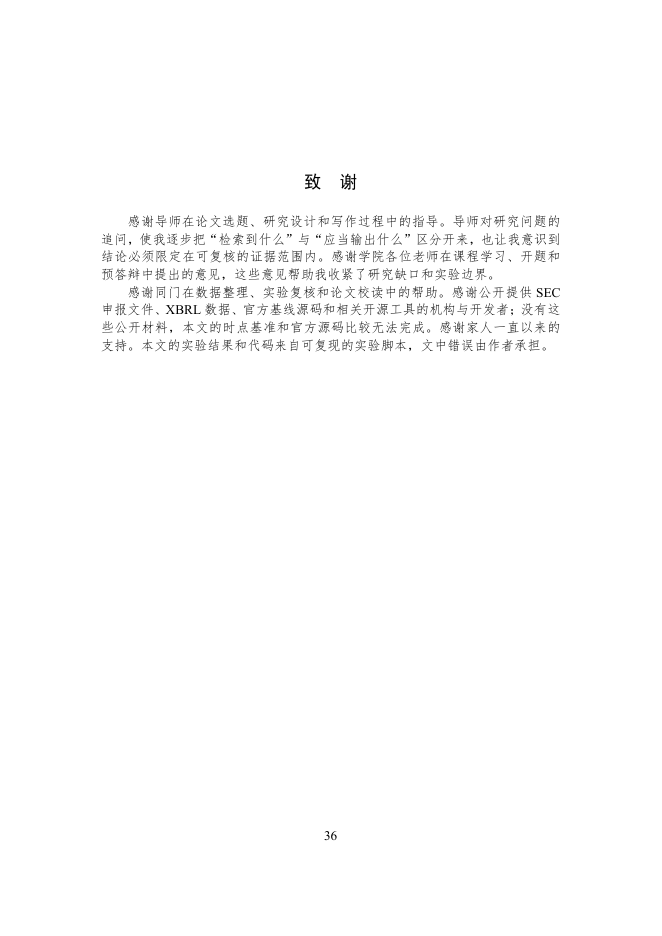 致 谢
感谢导师在论文选题、研究设计和写作过程中的指导。导师对研究问题的
追问，使我逐步把“检索到什么”与“应当输出什么”区分开来，也让我意识到
结论必须限定在可复核的证据范围内。感谢学院各位老师在课程学习、开题和
预答辩中提出的意见，这些意见帮助我收紧了研究缺口和实验边界。
感谢同门在数据整理、实验复核和论文校读中的帮助。感谢公开提供 SEC
申报文件、XBRL 数据、官方基线源码和相关开源工具的机构与开发者；没有这
些公开材料，本文的时点基准和官方源码比较无法完成。感谢家人一直以来的
支持。本文的实验结果和代码来自可复现的实验脚本，文中错误由作者承担。
36